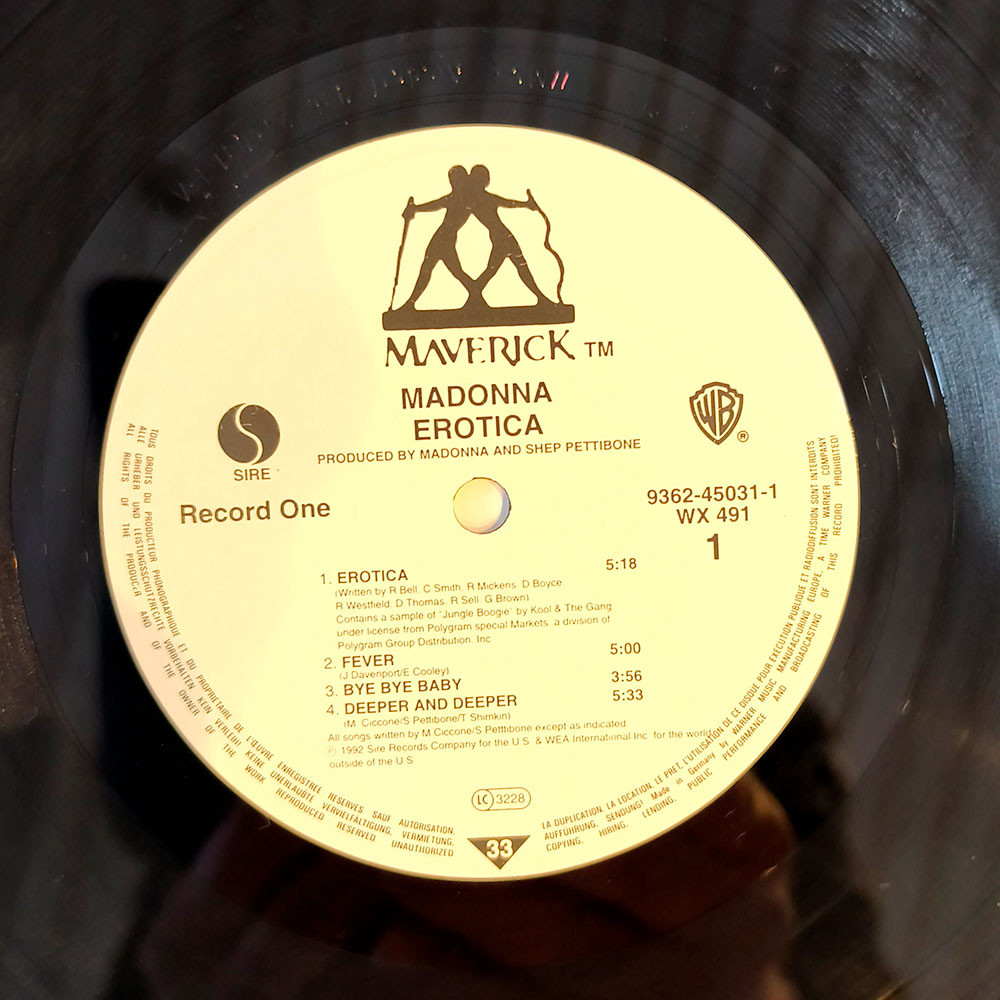 MAVERICK TM
MADONNA
EROTICA
PRODUCED BY MADONNA AND SHEP PETTIBONE
SIRE
WB ®
Record One
9362-45031-1
WX 491
1
1. EROTICA 5:18
(Written by R Bell, C Smith, R Mickens, D Boyce
R Westfield, D Thomas, R Sell, G Brown)
Contains a sample of "Jungle Boogie" by Kool & The Gang
under license from Polygram special Markets, a division of
Polygram Group Distribution, Inc
2. FEVER 5:00
(J Davenport/E Cooley)
3. BYE BYE BABY 3:56
4. DEEPER AND DEEPER 5:33
(M. Ciccone/S Pettibone/T Shimkin)
All songs written by M Ciccone/S Petttibone except as indicated
℗ 1992 Sire Records Company for the U.S. & WEA International Inc. for the world
outside of the U.S
LC 3228
33
TOUS DROITS DU PRODUCTEUR PHONOGRAPHIQUE ET DU PROPRIETAIRE DE L'ŒUVRE ENREGISTREE RESERVES SAUF AUTORISATION,
ALLE URHEBER UND LEISTUNGSSCHUTZRECHTE VORBEHALTEN KEIN VERLEIH! KEINE UNERLAUBTE VERVIELFALTIGUNG, VERMIETUNG,
ALL RIGHTS OF THE PRODUCER AND OF THE OWNER OF THE WORK REPRODUCED RESERVED UNAUTHORIZED
LA DUPLICATION, LA LOCATION, LE PRET, L'UTILISATION DE CE DISQUE POUR EXECUTION PUBLIQUE ET RADIODIFFUSION SONT INTERDITS
AUFFUHRUNG, SENDUNG! Made in Germany by WARNER MUSIC MANUFACTURING EUROPE, A TIME WARNER COMPANY
COPYING, HIRING, LENDING, PUBLIC PERFORMANCE AND BROADCASTING OF THIS RECORD PROHIBITED!